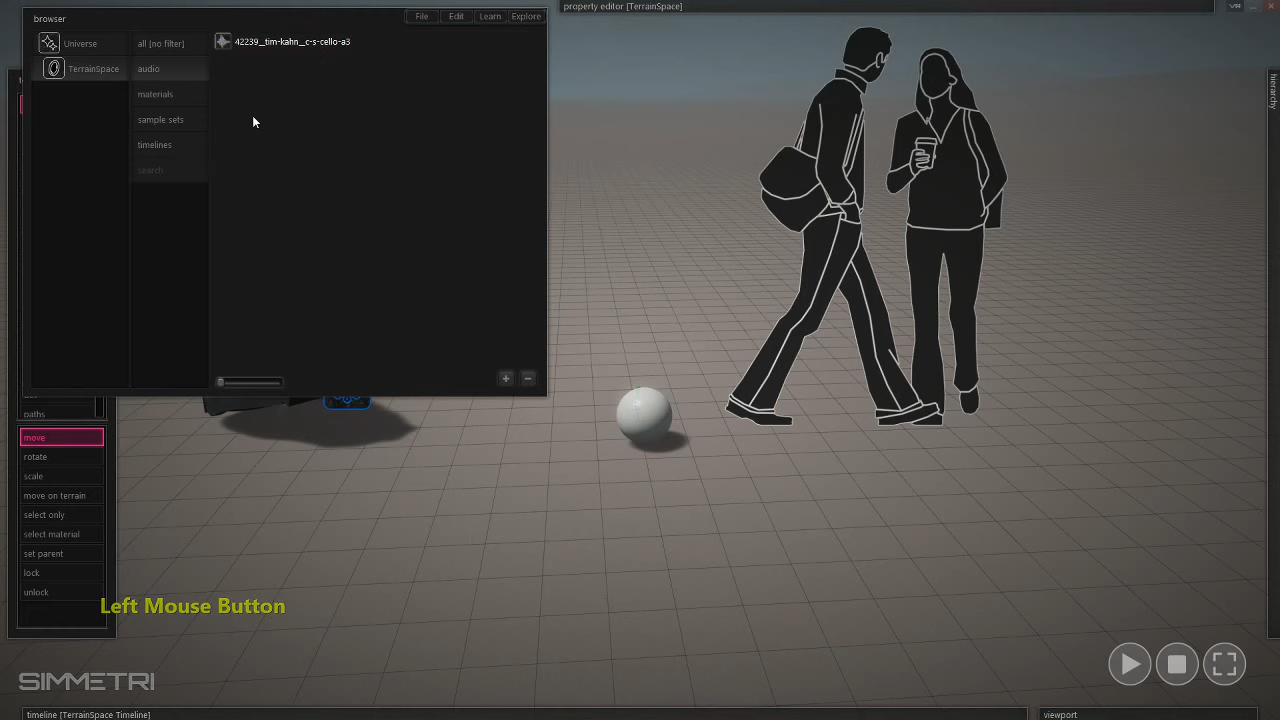 property editor [TerrainSpace]
VR
browser
File
Edit
Learn
Explore
Universe
TerrainSpace
all [no filter]
audio
materials
sample sets
timelines
search
42239__tim-kahn__c-s-cello-a3
hierarchy
paths
move
rotate
scale
move on terrain
select only
select material
set parent
lock
unlock
Left Mouse Button
SIMMETRI
timeline [TerrainSpace Timeline]
viewport